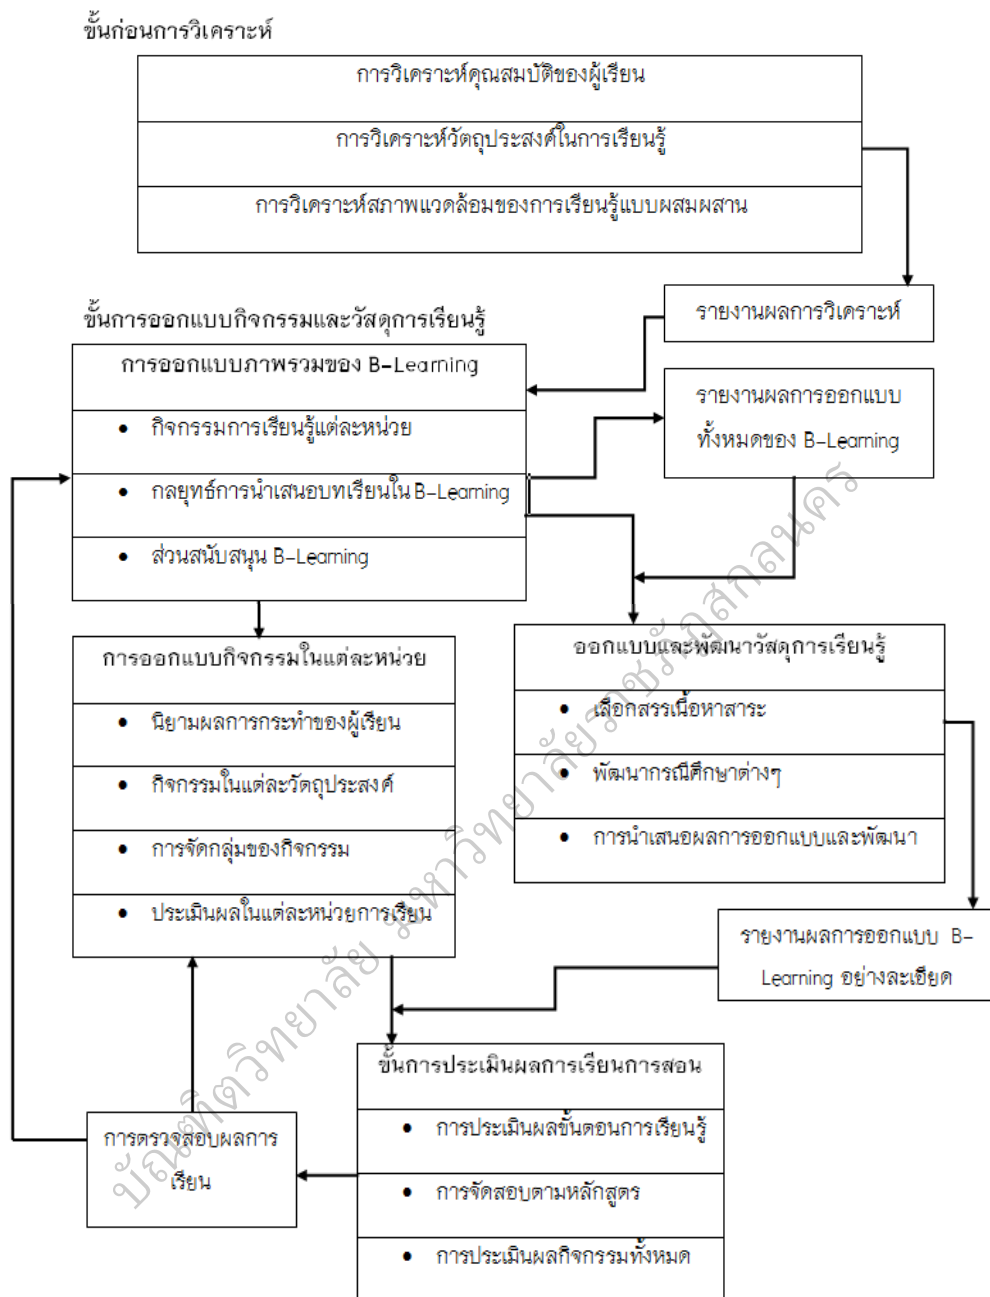 ขั้นก่อนการวิเคราะห์
การวิเคราะห์คุณสมบัติของผู้เรียน
การวิเคราะห์วัตถุประสงค์ในการเรียนรู้
การวิเคราะห์สภาพแวดล้อมของการเรียนรู้แบบผสมผสาน
รายงานผลการวิเคราะห์
ขั้นการออกแบบกิจกรรมและวัสดุการเรียนรู้
การออกแบบภาพรวมของ B-Learning
• กิจกรรมการเรียนรู้แต่ละหน่วย
• กลยุทธ์การนำเสนอบทเรียนใน B-Learning
• ส่วนสนับสนุน B-Learning
รายงานผลการออกแบบ
ทั้งหมดของ B-Learning
การออกแบบกิจกรรมในแต่ละหน่วย
• นิยามผลการกระทำของผู้เรียน
• กิจกรรมในแต่ละวัตถุประสงค์
• การจัดกลุ่มของกิจกรรม
• ประเมินผลในแต่ละหน่วยการเรียน
ออกแบบและพัฒนาวัสดุการเรียนรู้
• เลือกสรรเนื้อหาสาระ
• พัฒนากรณีศึกษาต่างๆ
• การนำเสนอผลการออกแบบและพัฒนา
รายงานผลการออกแบบ B-
Learning อย่างละเอียด
ขั้นการประเมินผลการเรียนการสอน
• การประเมินผลขั้นตอนการเรียนรู้
• การจัดสอบตามหลักสูตร
• การประเมินผลกิจกรรมทั้งหมด
การตรวจสอบผลการ
เรียน
บัณฑิตวิทยาลัย มหาวิทยาลัยราชภัฏสกลนคร